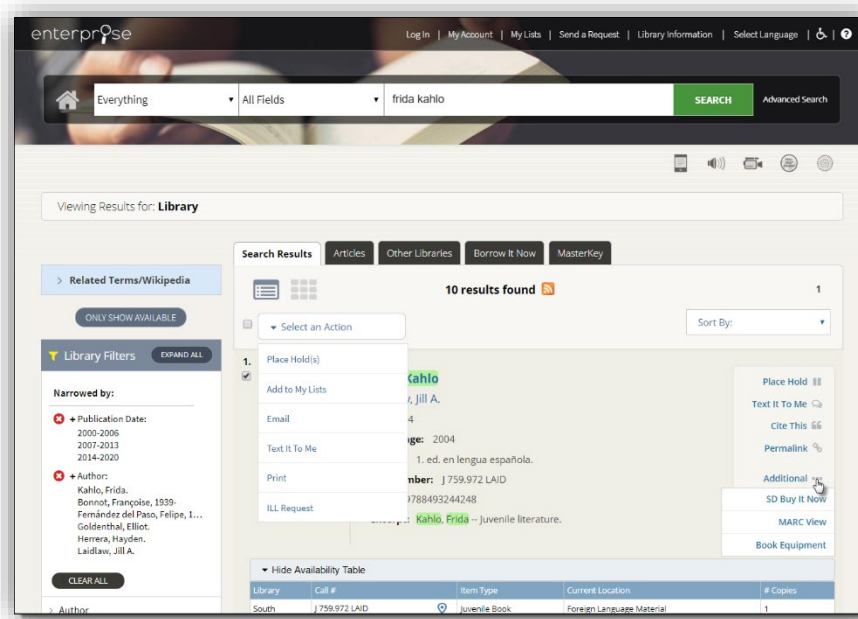 enterprose
Log In | My Account | My Lists | Send a Request | Library Information | Select Language |
Everything
All Fields
frida kahlo
SEARCH
Advanced Search
Viewing Results for: Library
Search Results
Articles
Other Libraries
Borrow It Now
MasterKey
> Related Terms/Wikipedia
ONLY SHOW AVAILABLE
10 results found
1
Select an Action
Sort By:
Library Filters
EXPAND ALL
Narrowed by:
+ Publication Date:
2000-2006
2007-2013
2014-2020
+ Author:
Kahlo, Frida.
Bonnot, Françoise, 1939-
Fernández del Paso, Felipe, 1...
Goldenthal, Elliot.
Herrera, Hayden.
Laidlaw, Jill A.
CLEAR ALL
> Author
1.
Place Hold(s)
Add to My Lists
Email
Text It To Me
Print
ILL Request
Kahlo
, Jill A.
4
ge: 2004
1. ed. en lengua española.
mber: J 759.972 LAID
9788493244248
Kahlo, Frida -- Juvenile literature.
Place Hold
Text It To Me
Cite This
Permalink
Additional
SD Buy It Now
MARC View
Book Equipment
Hide Availability Table
Library Call # Item Type Current Location # Copies
South J 759.972 LAID Juvenile Book Foreign Language Material 1